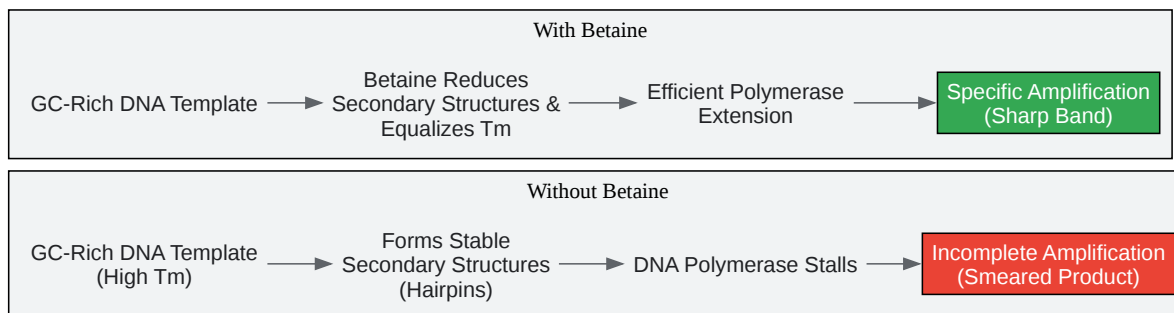 With Betaine
GC-Rich DNA Template
Betaine Reduces
Secondary Structures &
Equalizes Tm
Efficient Polymerase
Extension
Specific Amplification
(Sharp Band)
Without Betaine
GC-Rich DNA Template
(High Tm)
Forms Stable
Secondary Structures
(Hairpins)
DNA Polymerase Stalls
Incomplete Amplification
(Smeared Product)